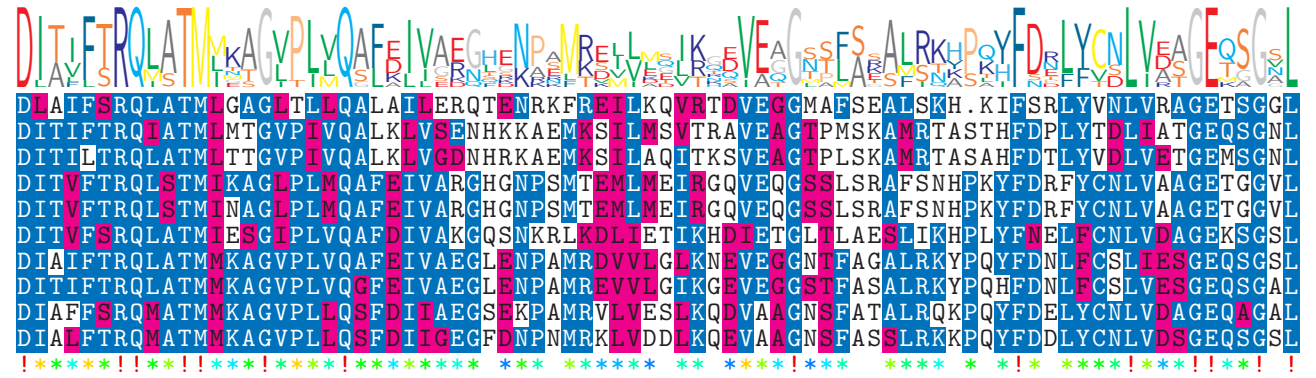 DLAIFSRQLATMLGAGLTLLQALAILERQTENRKFREILKQVRTDVEGGMAFSEALSKH.KIFSRLYVNLVRAGETSGGL
DITIFTRQIATMLMTGVPIVQALKLVSENHKKAEMKSILMSVTRAVEAGTPMSKAMRTASTHFDPLYTDLIATGEQSGNL
DITILTRQLATMLTTGVPIVQALKLVGDNHRKAEMKSILAQITKSVEAGTPLSKAMRTASAHFDTLYVDLVETGEMSGNL
DITVFTRQLSTMIKAGLPLMQAFEIVARGHGNPSMTEMLMEIRGQVEQGSSLSRAFSNHPKYFDRFYCNLVAAGETGGVL
DITVFTRQLSTMINAGLPLMQAFEIVARGHGNPSMTEMLMEIRGQVEQGSSLSRAFSNHPKYFDRFYCNLVAAGETGGVL
DITVFSRQLATMIESGIPLVQAFDIVAKGQSNKRLKDLIETIKHDIETGLTLAESLIKHPLYFNELFCNLVDAGEKSGSL
DIAIFTRQLATMMKAGVPLVQAFEIVAEGLENPAMRDVVLGLKNEVEGGNTFAGALRKYPQYFDNLFCSLIESGEQSGSL
DITIFTRQLATMMKAGVPLVQGFEIVAEGLENPAMREVVLGIKGEVEGGSTFASALRKYPQHFDNLFCSLVESGEQSGAL
DIAFFSRQMATMMKAGVPLLQSFDIIAEGSEKPAMRVLVESLKQDVAAGNSFATALRQKPQYFDELYCNLVDAGEQAGAL
DIALFTRQMATMMKAGVPLLQSFDIIGEGFDNPNMRKLVDDLKQEVAAGNSFASSLRKKPQYFDDLYCNLVDSGEQSGSL